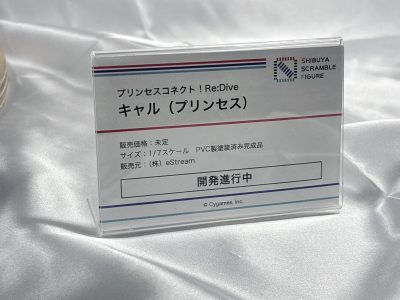 SHIBUYA
SCRAMBLE
FIGURE
プリンセスコネクト！Re:Dive
キャル（プリンセス）
販売価格：未定
サイズ：1/7スケール　PVC製塗装済み完成品
販売元：（株）eStream
開発進行中
© Cygames, Inc.